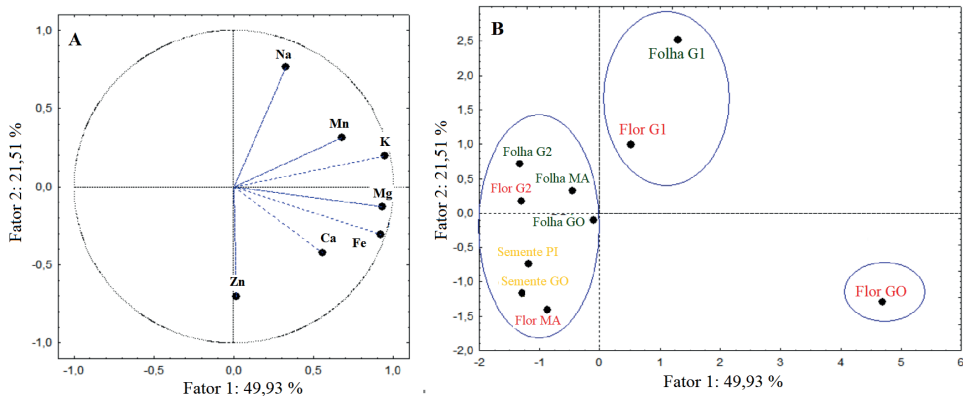 A
Na
Mn
K
Mg
Ca
Fe
Zn
1,0
0,5
0,0
-0,5
-1,0
-1,0
-0,5
0,0
0,5
1,0
Fator 2: 21,51 %
Fator 1: 49,93 %
B
Folha G1
Flor G1
Folha G2
Folha MA
Flor G2
Folha GO
Semente PI
Semente GO
Flor MA
Flor GO
2,5
2,0
1,5
1,0
0,5
0,0
-0,5
-1,0
-1,5
-2,0
-2
-1
0
1
2
3
4
5
6
Fator 2: 21,51 %
Fator 1: 49,93 %